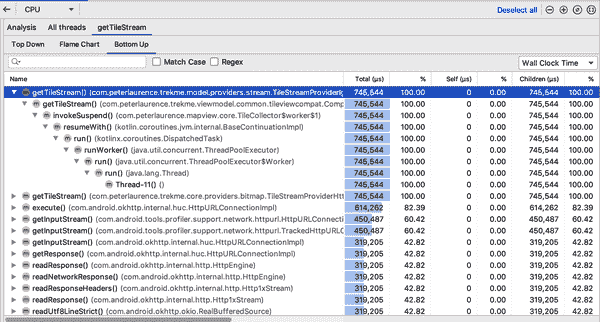 CPU Deselect all
Analysis All threads getTileStream
Top Down Flame Chart Bottom Up
Match Case Regex Wall Clock Time
Name Total (μs) % Self (μs) % Children (μs) %
getTileStream() (com.peterlaurence.trekme.model.providers.stream.TileStreamProviderI 745,544 100.00 0 0.00 745,544 100.00
getTileStream() (com.peterlaurence.trekme.viewmodel.common.tileviewcompat.Comp 745,544 100.00 0 0.00 745,544 100.00
invokeSuspend() (com.peterlaurence.mapview.core.TileCollector$worker$1) 745,544 100.00 0 0.00 745,544 100.00
resumeWith() (kotlin.coroutines.jvm.internal.BaseContinuationImpl) 745,544 100.00 0 0.00 745,544 100.00
run() (kotlinx.coroutines.DispatchedTask) 745,544 100.00 0 0.00 745,544 100.00
runWorker() (java.util.concurrent.ThreadPoolExecutor) 745,544 100.00 0 0.00 745,544 100.00
run() (java.util.concurrent.ThreadPoolExecutor$Worker) 745,544 100.00 0 0.00 745,544 100.00
run() (java.lang.Thread) 745,544 100.00 0 0.00 745,544 100.00
Thread-11() () 745,544 100.00 0 0.00 745,544 100.00
getTileStream() (com.peterlaurence.trekme.core.providers.bitmap.TileStreamProviderHtt 745,544 100.00 0 0.00 745,544 100.00
execute() (com.android.okhttp.internal.huc.HttpURLConnectionImpl) 614,262 82.39 0 0.00 614,262 82.39
getInputStream() (com.android.tools.profiler.support.network.httpurl.HttpURLConnectio 450,487 60.42 0 0.00 450,487 60.42
getInputStream() (com.android.tools.profiler.support.network.httpurl.TrackedHttpURLCo 450,487 60.42 0 0.00 450,487 60.42
getInputStream() (com.android.okhttp.internal.huc.HttpURLConnectionImpl) 319,205 42.82 0 0.00 319,205 42.82
getResponse() (com.android.okhttp.internal.huc.HttpURLConnectionImpl) 319,205 42.82 0 0.00 319,205 42.82
readResponse() (com.android.okhttp.internal.http.HttpEngine) 319,205 42.82 0 0.00 319,205 42.82
readNetworkResponse() (com.android.okhttp.internal.http.HttpEngine) 319,205 42.82 0 0.00 319,205 42.82
readResponseHeaders() (com.android.okhttp.internal.http.Http1xStream) 319,205 42.82 0 0.00 319,205 42.82
readResponse() (com.android.okhttp.internal.http.Http1xStream) 319,205 42.82 0 0.00 319,205 42.82
readUtf8LineStrict() (com.android.okhttp.okio.RealBufferedSource) 319,205 42.82 0 0.00 319,205 42.82